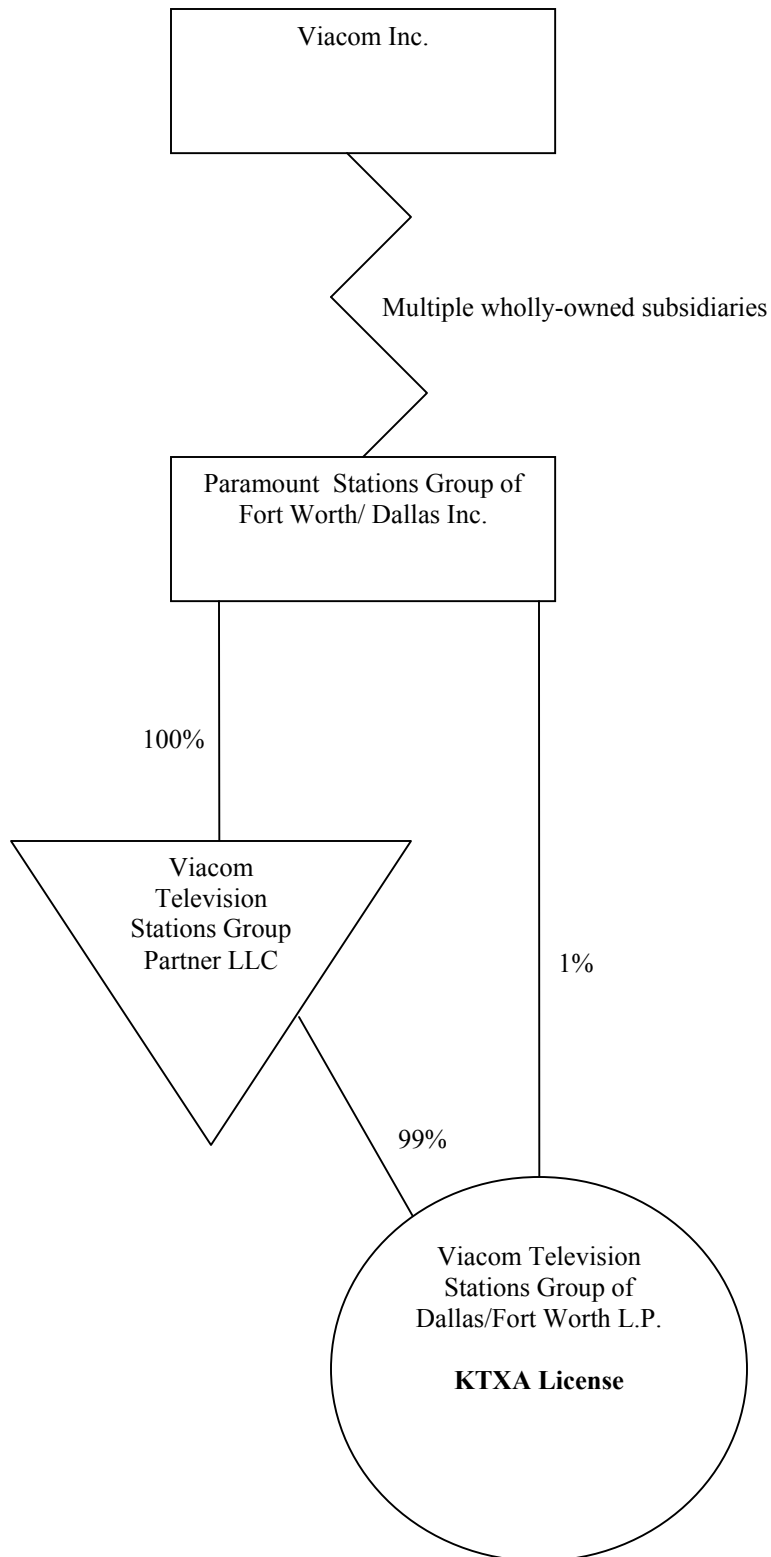 Viacom Inc.
Multiple wholly-owned subsidiaries
Paramount  Stations Group of
Fort Worth/ Dallas Inc.
100%
Viacom
Television
Stations Group
Partner LLC
1%
99%
Viacom Television
Stations Group of
Dallas/Fort Worth L.P.
KTXA License